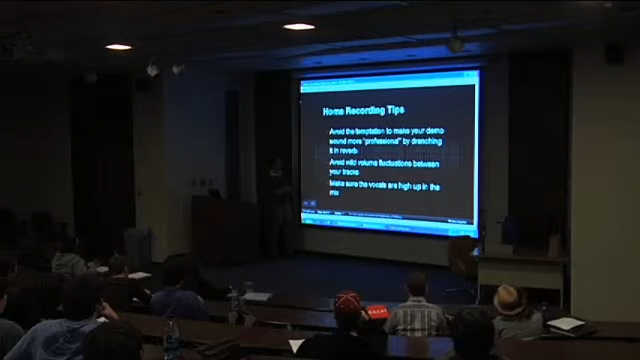 Home Recording Tips
Avoid the temptation to make your demo
sound more "professional" by drenching
it in reverb
Avoid wild volume fluctuations between
your tracks
Make sure the vocals are high up in the
mix